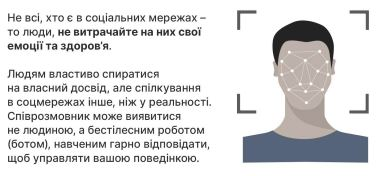 Не всі, хто є в соціальних мережах –
то люди, не витрачайте на них свої
емоції та здоров'я.
Людям властиво спиратися
на власний досвід, але спілкування
в соцмережах інше, ніж у реальності.
Співрозмовник може виявитися
не людиною, а бестілесним роботом
(ботом), навченим гарно відповідати,
щоб управляти вашою поведінкою.